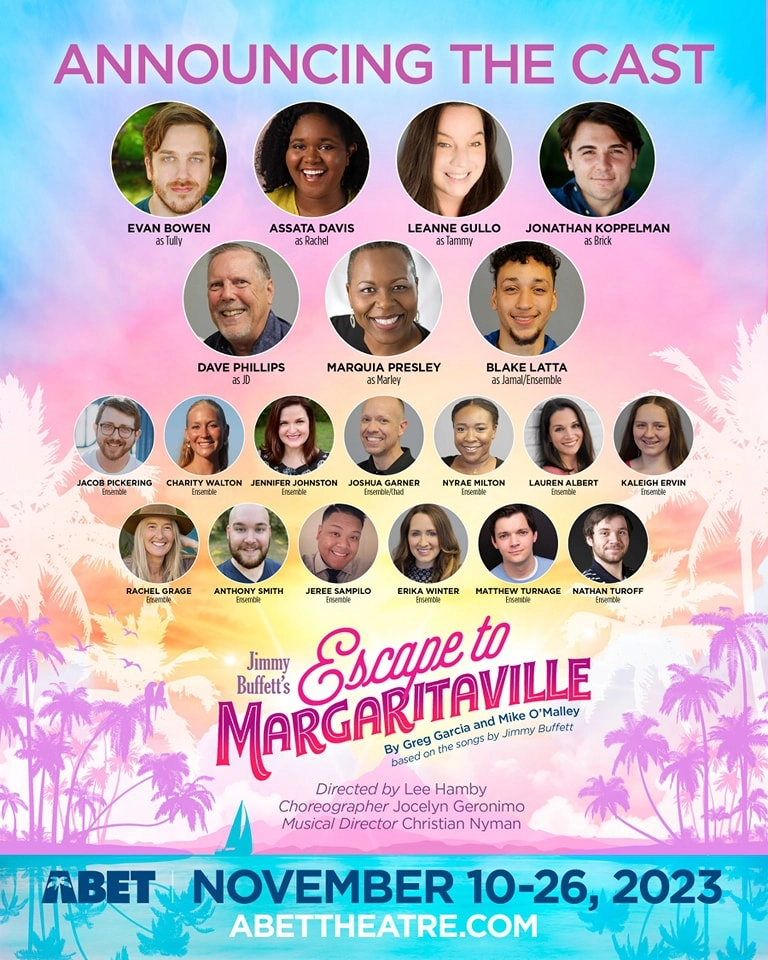 ANNOUNCING THE CAST
EVAN BOWEN
as Tully
ASSATA DAVIS
as Rachel
LEANNE GULLO
as Tammy
JONATHAN KOPPELMAN
as Brick
DAVE PHILLIPS
as JD
MARQUIA PRESLEY
as Marley
BLAKE LATTA
as Jamal/Ensemble
JACOB PICKERING
Ensemble
CHARITY WALTON
Ensemble
JENNIFER JOHNSTON
Ensemble
JOSHUA GARNER
Ensemble/Chad
NYRAE MILTON
Ensemble
LAUREN ALBERT
Ensemble
KALEIGH ERVIN
Ensemble
RACHEL GRAGE
Ensemble
ANTHONY SMITH
Ensemble
JEREE SAMPILO
Ensemble
ERIKA WINTER
Ensemble
MATTHEW TURNAGE
Ensemble
NATHAN TUROFF
Ensemble
Jimmy
Buffett's
Escape to
MARGARITAVILLE
By Greg Garcia and Mike O'Malley
based on the songs by Jimmy Buffett
Directed by Lee Hamby
Choreographer Jocelyn Geronimo
Musical Director Christian Nyman
ABET
NOVEMBER 10-26, 2023
ABETTHEATRE.COM